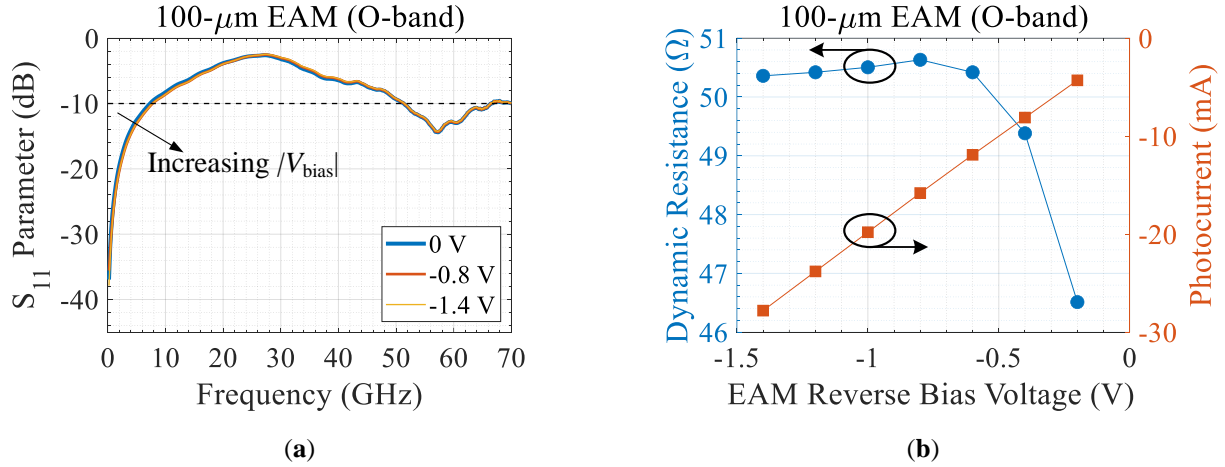 100-μm EAM (O-band)
S₁₁ Parameter (dB)
0
-10
-20
-30
-40
Increasing |V_bias|
0 V
-0.8 V
-1.4 V
0 10 20 30 40 50 60 70
Frequency (GHz)
(a)
100-μm EAM (O-band)
Dynamic Resistance (Ω)
51
50
49
48
47
46
0
-10
-20
-30
Photocurrent (mA)
-1.5 -1 -0.5 0
EAM Reverse Bias Voltage (V)
(b)